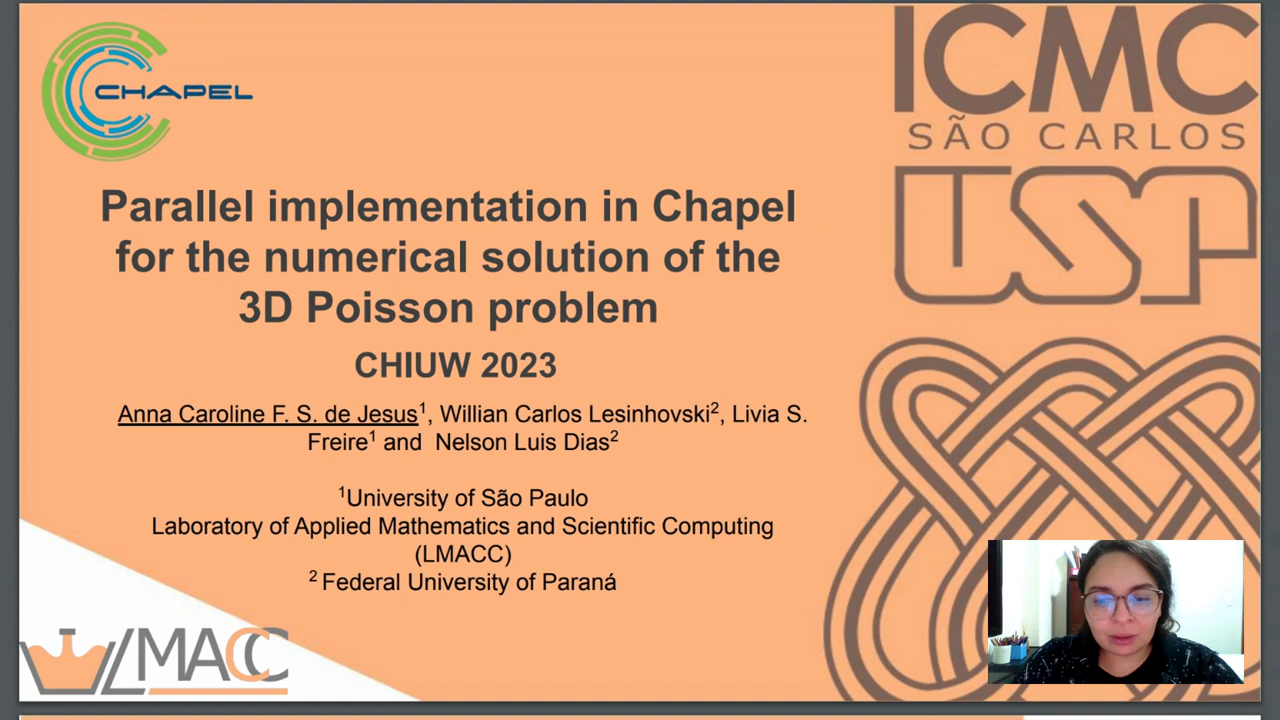 CHAPEL
ICMC
SÃO CARLOS
USP
Parallel implementation in Chapel
for the numerical solution of the
3D Poisson problem
CHIUW 2023
Anna Caroline F. S. de Jesus¹, Willian Carlos Lesinhovski², Livia S.
Freire¹ and Nelson Luis Dias²
¹University of São Paulo
Laboratory of Applied Mathematics and Scientific Computing
(LMACC)
² Federal University of Paraná
LMACC